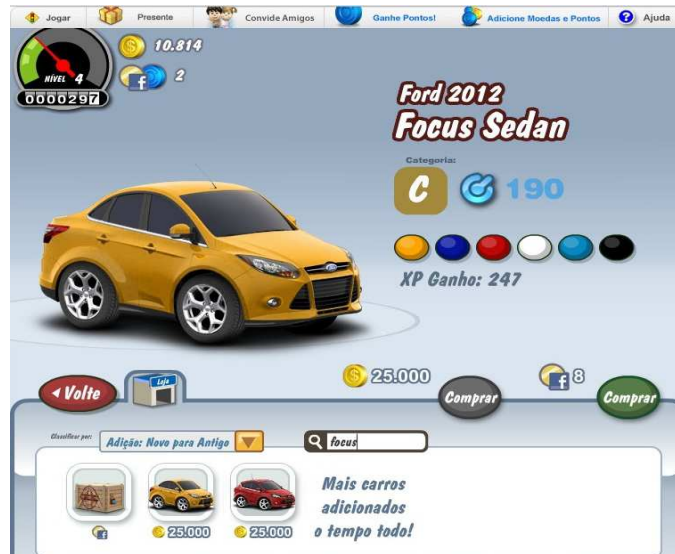 Jogar
Presente
Convide Amigos
Ganhe Pontos!
Adicione Moedas e Pontos
? Ajuda
10.814
NÍVEL 4
2
0000297
Ford 2012
Focus Sedan
Categoria:
C
190
XP Ganho: 247
25.000
f 8
Volte
Loja
Comprar
Comprar
Classificar por:
Adição: Novo para Antigo
focus
Mais carros
adicionados
o tempo todo!
f
25.000
25.000